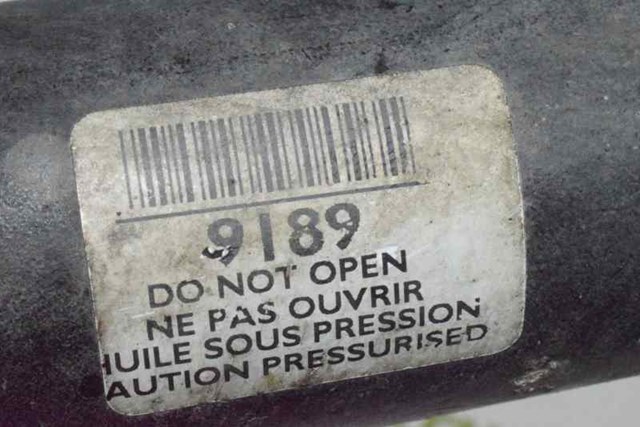 9189
DO NOT OPEN
NE PAS OUVRIR
HUILE SOUS PRESSION
AUTION PRESSURISED